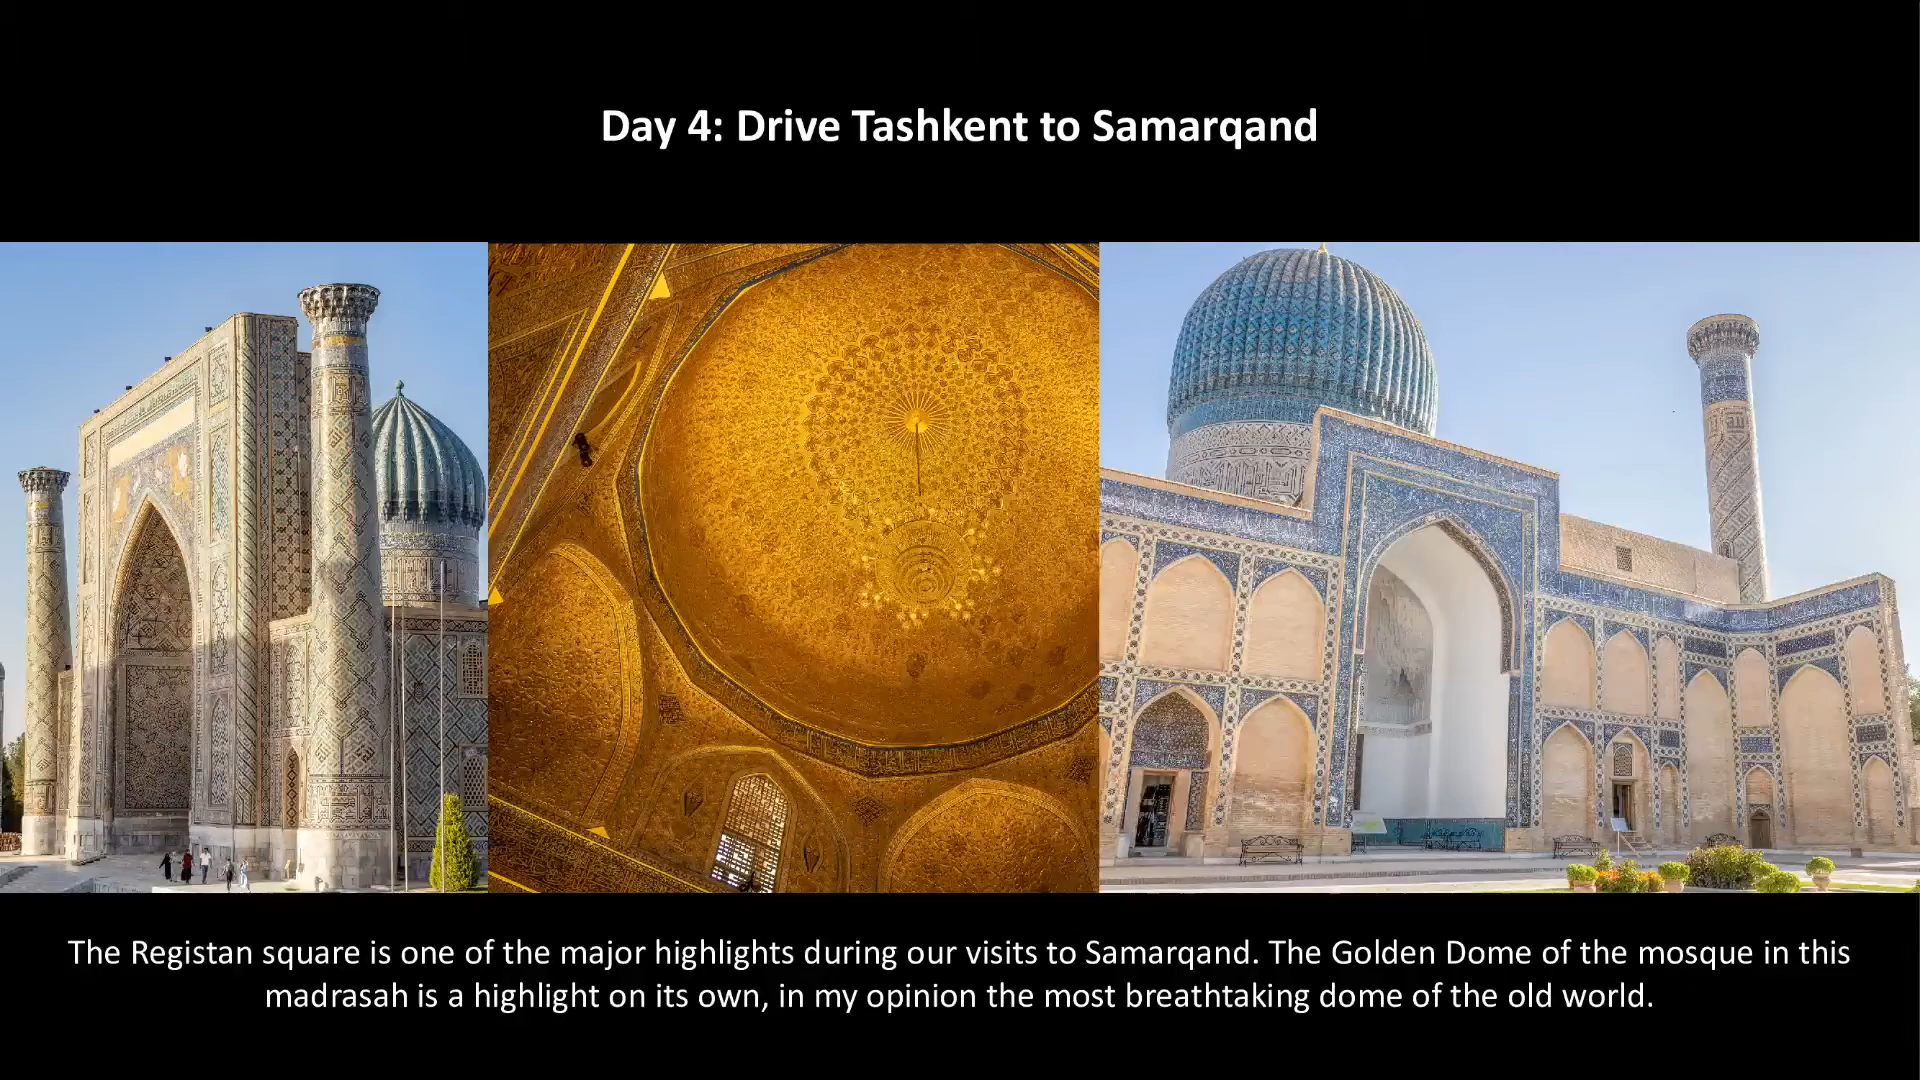 Day 4: Drive Tashkent to Samarqand
The Registan square is one of the major highlights during our visits to Samarqand. The Golden Dome of the mosque in this
madrasah is a highlight on its own, in my opinion the most breathtaking dome of the old world.